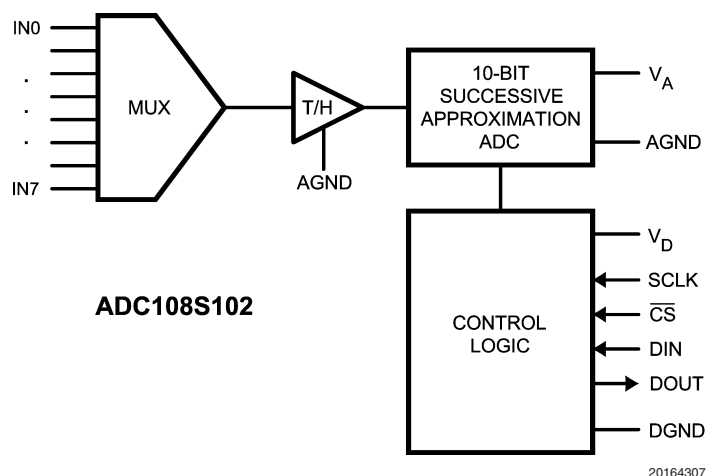 IN0
.
.
.
IN7
MUX
T/H
AGND
10-BIT
SUCCESSIVE
APPROXIMATION
ADC
VA
AGND
ADC108S102
CONTROL
LOGIC
VD
SCLK
CS
DIN
DOUT
DGND
20164307